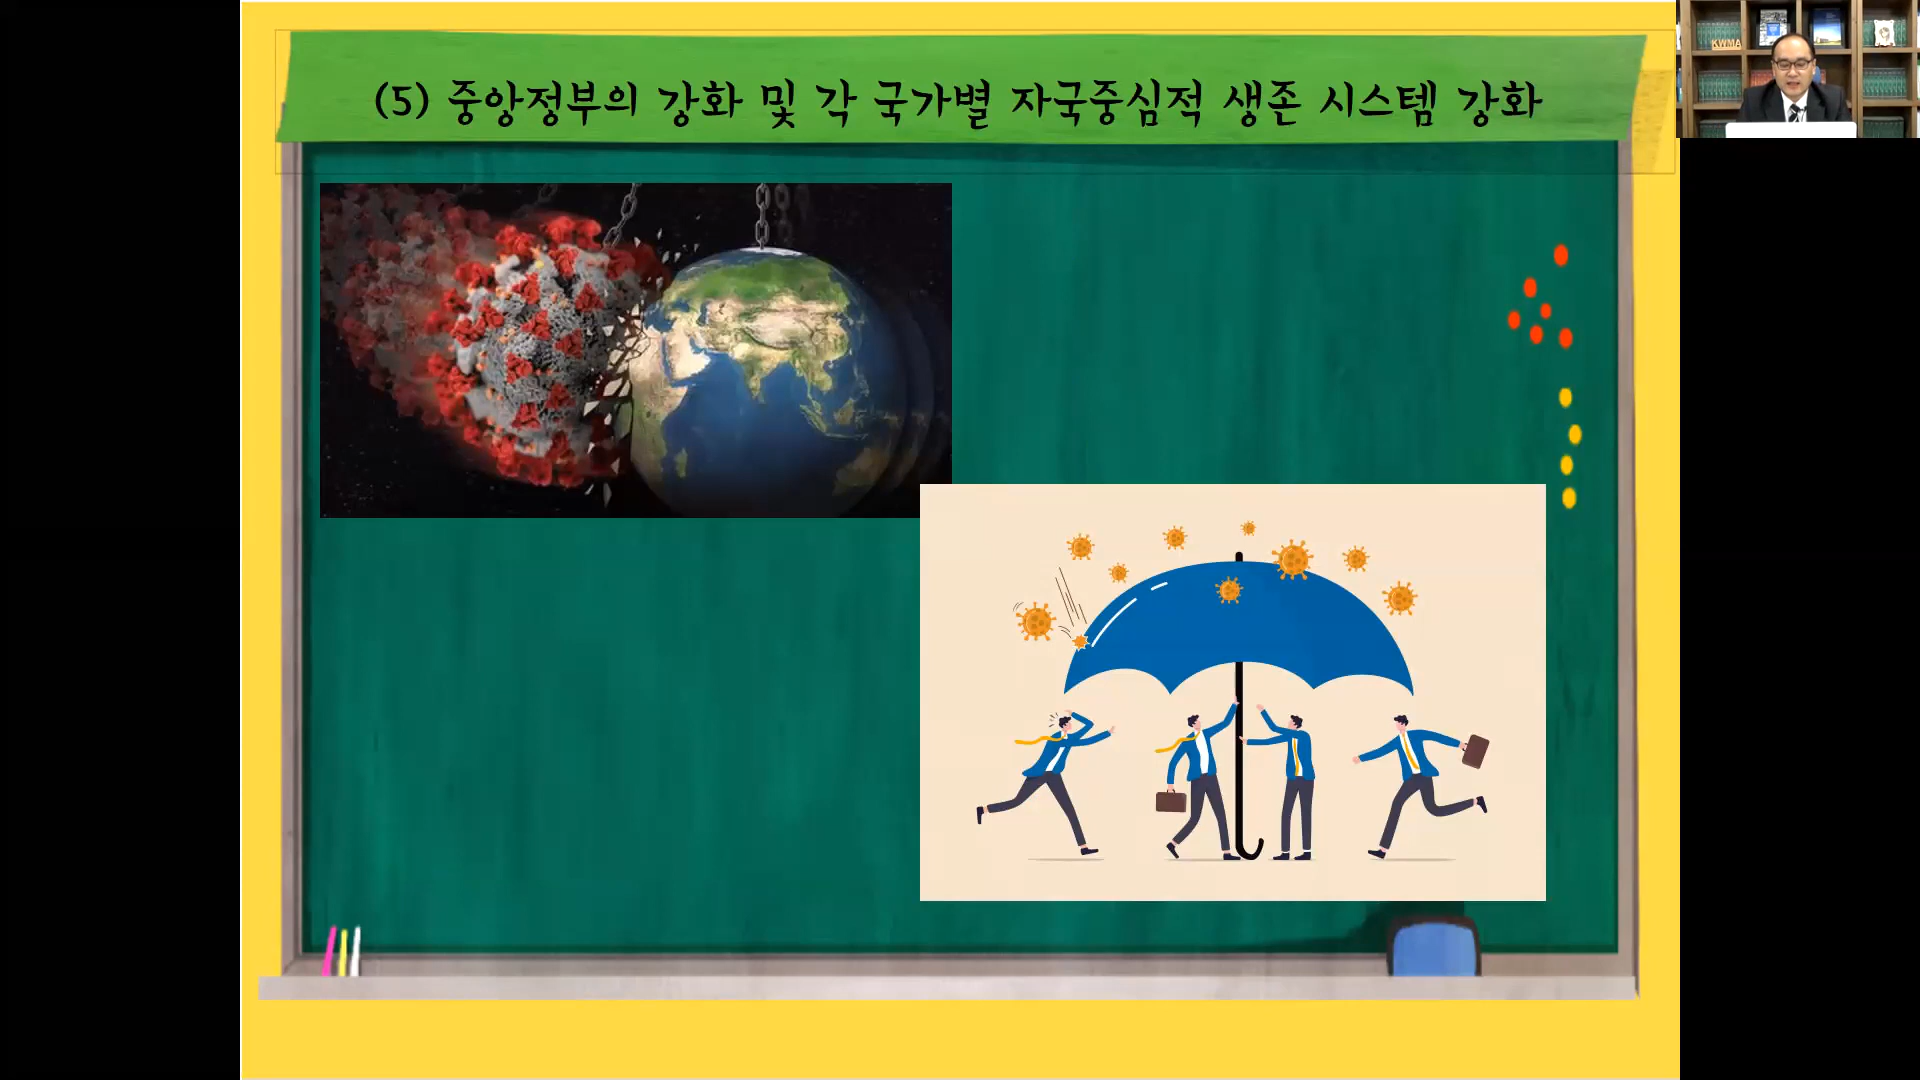 (5) 중앙정부의 강화 및 각 국가별 자국중심적 생존 시스템 강화
KWMA